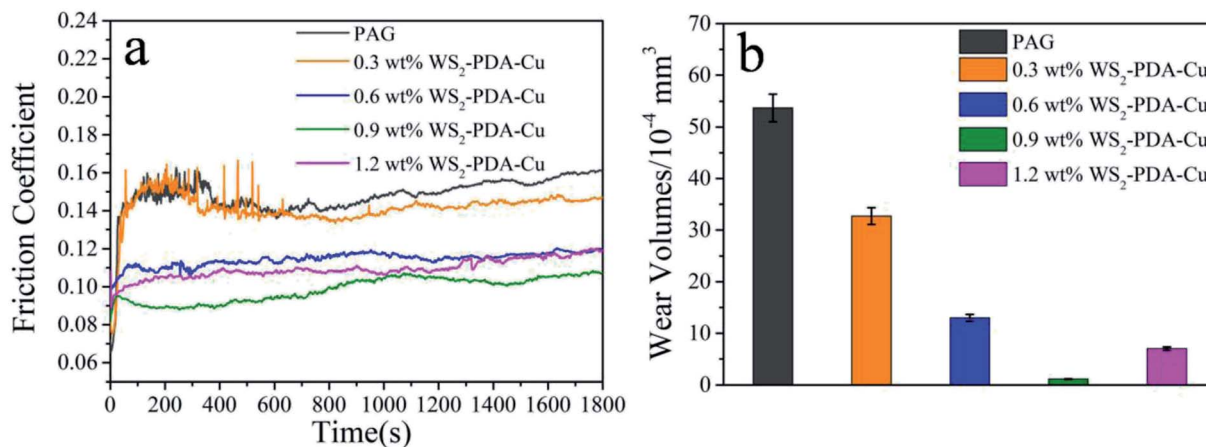 a
PAG
0.3 wt% WS₂-PDA-Cu
0.6 wt% WS₂-PDA-Cu
0.9 wt% WS₂-PDA-Cu
1.2 wt% WS₂-PDA-Cu
Friction Coefficient
0.24
0.22
0.20
0.18
0.16
0.14
0.12
0.10
0.08
0.06
0 200 400 600 800 1000 1200 1400 1600 1800
Time(s)
b
PAG
0.3 wt% WS₂-PDA-Cu
0.6 wt% WS₂-PDA-Cu
0.9 wt% WS₂-PDA-Cu
1.2 wt% WS₂-PDA-Cu
Wear Volumes/10⁻⁴ mm³
70
60
50
40
30
20
10
0